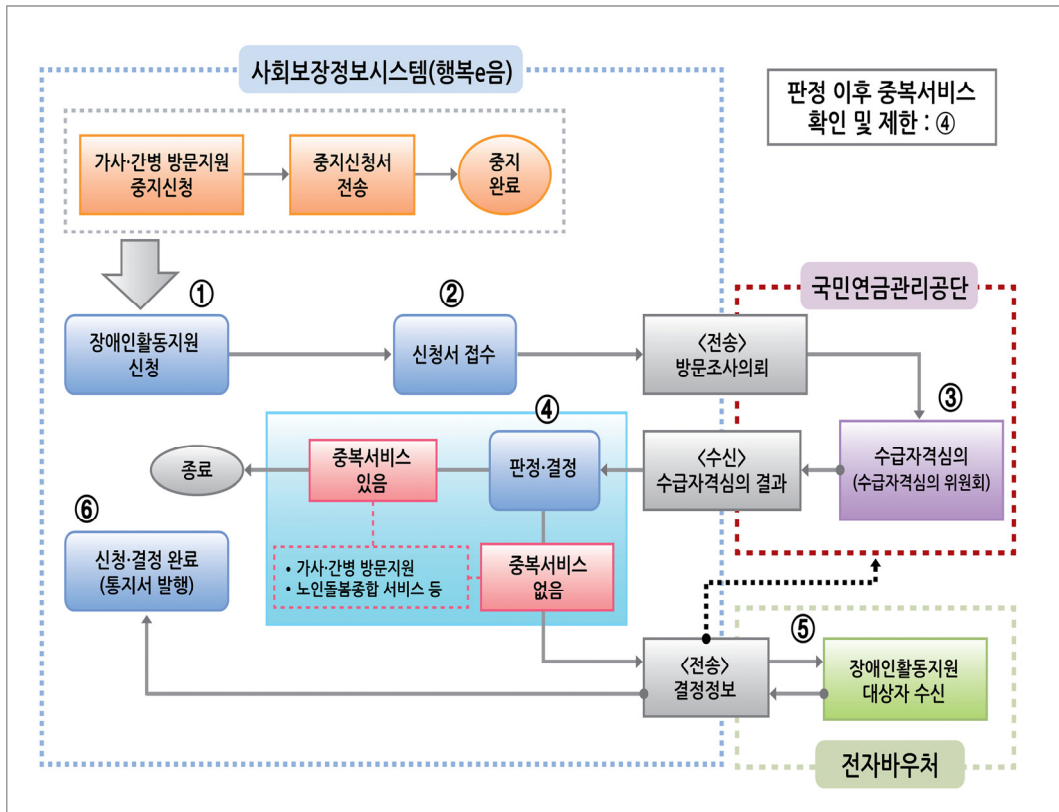 사회보장정보시스템(행복e음)
판정 이후 중복서비스
확인 및 제한 : ④
가사·간병 방문지원
중지신청
중지신청서
전송
중지
완료
①
②
국민연금관리공단
장애인활동지원
신청
신청서 접수
〈전송〉
방문조사의뢰
③
④
종료
중복서비스
있음
판정·결정
〈수신〉
수급자격심의 결과
수급자격심의
(수급자격심의 위원회)
⑥
신청·결정 완료
(통지서 발행)
• 가사·간병 방문지원
• 노인돌봄종합 서비스 등
중복서비스
없음
⑤
〈전송〉
결정정보
장애인활동지원
대상자 수신
전자바우처